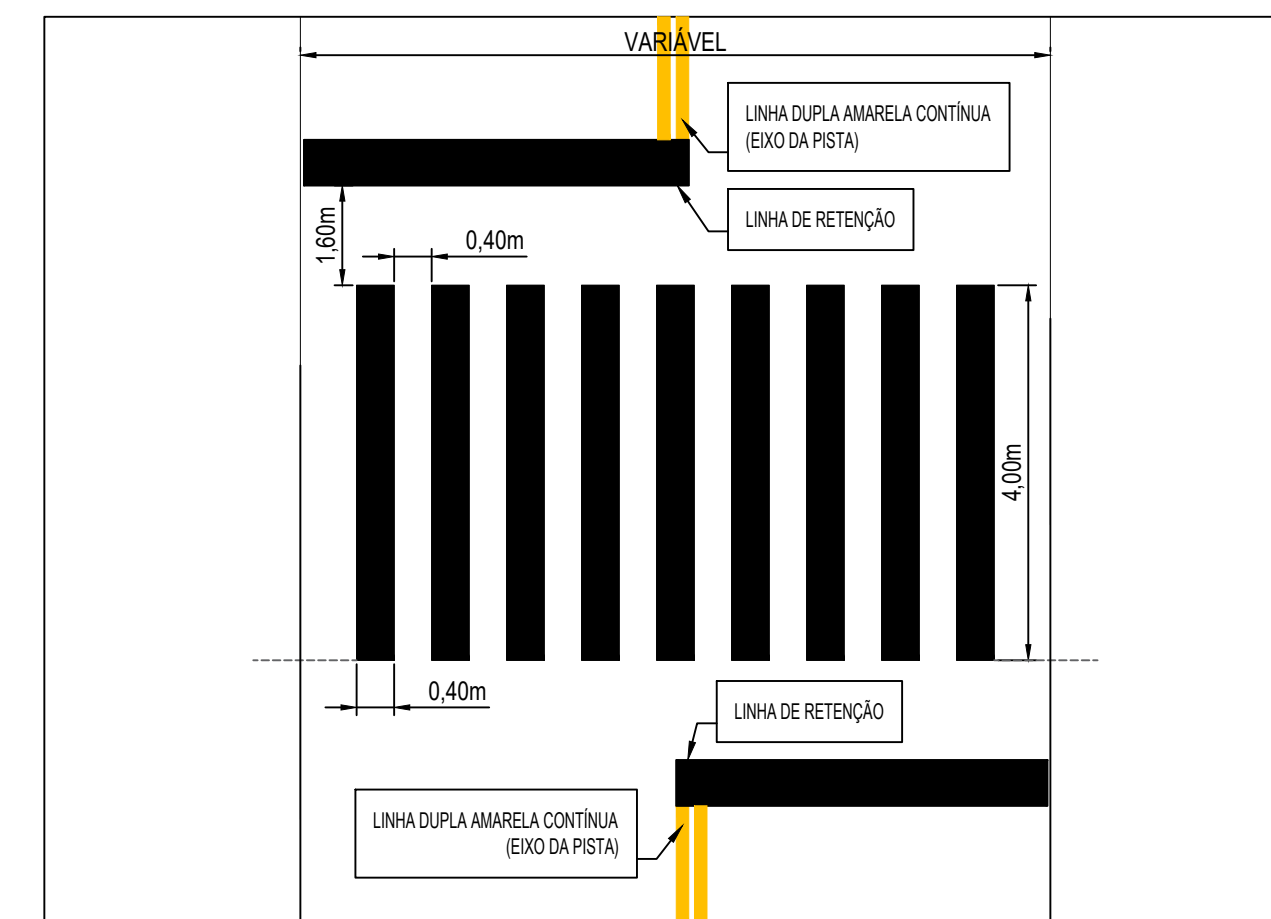 VARIÁVEL
LINHA DUPLA AMARELA CONTÍNUA
(EIXO DA PISTA)
LINHA DE RETENÇÃO
1,60m
0,40m
4,00m
0,40m
LINHA DE RETENÇÃO
LINHA DUPLA AMARELA CONTÍNUA
(EIXO DA PISTA)